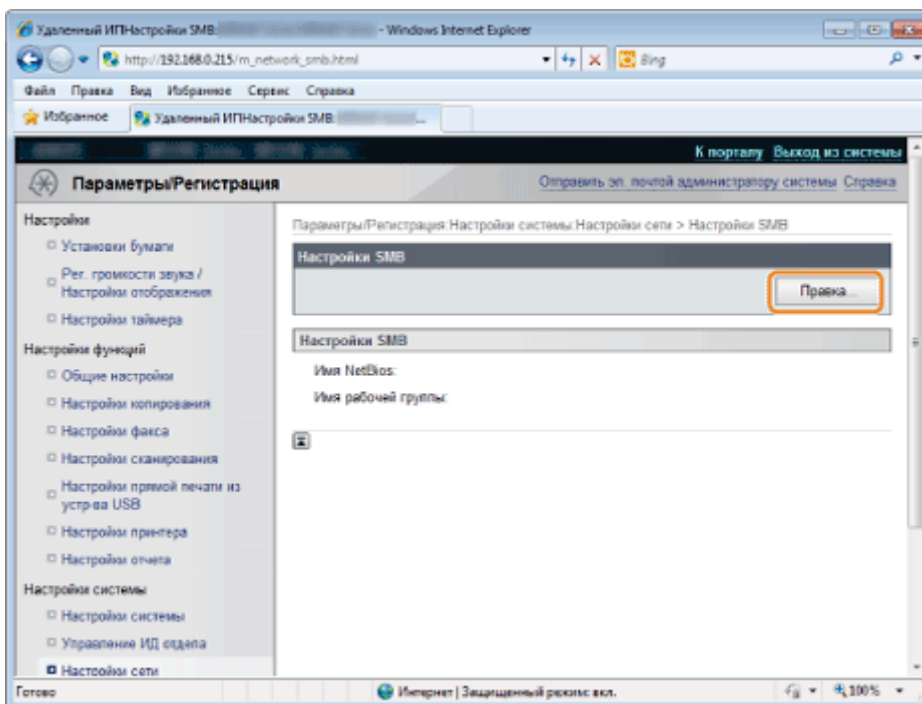 Удаленный ИПНастройки SMB: - Windows Internet Explorer
http://192.168.0.215/m_network_smb.html
Bing
Файл Правка Вид Избранное Сервис Справка
Избранное Удаленный ИПНастройки SMB: ...
К порталу Выход из системы
Параметры/Регистрация
Отправить эл. почтой администратору системы Справка
Настройки
Установки бумаги
Рег. громкости звука /
Настройки отображения
Настройки таймера
Настройки функций
Общие настройки
Настройки копирования
Настройки факса
Настройки сканирования
Настройки прямой печати из
устр-ва USB
Настройки принтера
Настройки отчета
Настройки системы
Настройки системы
Управление ИД отдела
Настройки сети
Параметры/Регистрация:Настройки системы:Настройки сети > Настройки SMB
Настройки SMB
Правка...
Настройки SMB
Имя NetBios:
Имя рабочей группы:
Готово
Интернет | Защищенный режим: вкл.
100%